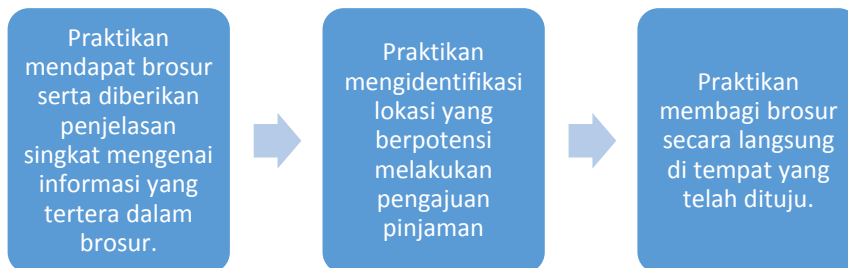 Praktikan
mendapat brosur
serta diberikan
penjelasan
singkat mengenai
informasi yang
tertera dalam
brosur.
Praktikan
mengidentifikasi
lokasi yang
berpotensi
melakukan
pengajuan
pinjaman
Praktikan
membagi brosur
secara langsung
di tempat yang
telah dituju.